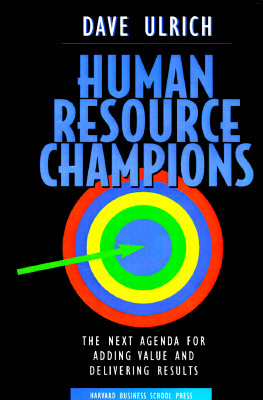 DAVE ULRICH
HUMAN
RESOURCE
CHAMPIONS
THE NEXT AGENDA FOR
ADDING VALUE AND
DELIVERING RESULTS
HARVARD BUSINESS SCHOOL PRESS